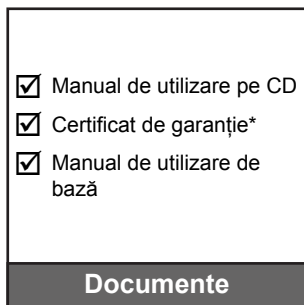 Manual de utilizare pe CD
Certificat de garanție*
Manual de utilizare de
bază
Documente